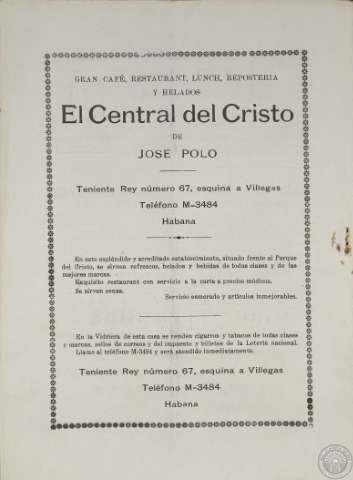 GRAN CAFÉ, RESTAURANT, LUNCH, REPOSTERIA
Y HELADOS
El Central del Cristo
DE
JOSE POLO
Teniente Rey número 67, esquina a Villegas
Teléfono M-3484
Habana
En este espléndido y acreditado establecimiento, situado frente al Parque
del Cristo, se sirven refrescos, helados y bebidas de todas clases y de las
mejores marcas.
Exquisito restaurant con servicio a la carta a precios módicos.
Se sirven cenas.
Servicio esmerado y artículos inmejorables.
En la Vidriera de esta casa se venden cigarros y tabacos de todas clases
y marcas, sellos de correos y del impuesto y billetes de la Lotería nacional.
Llame al teléfono M-3484 y será atendido inmediatamente.
Teniente Rey número 67, esquina a Villegas
Teléfono M-3484
Habana